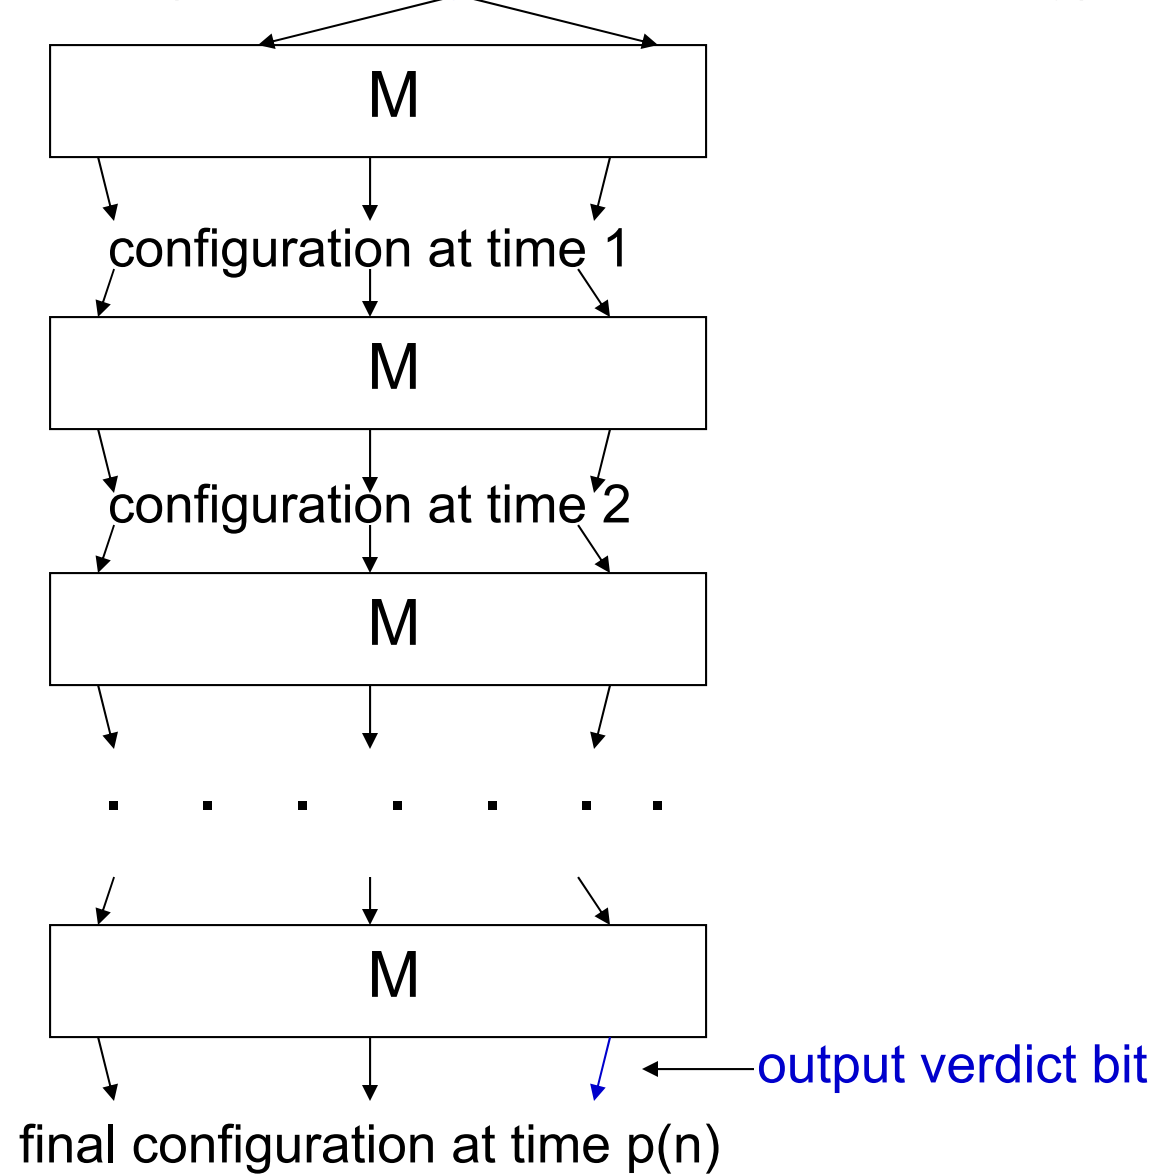 M
configuration at time 1
M
configuration at time 2
M
. . . . . . .
M
output verdict bit
final configuration at time p(n)